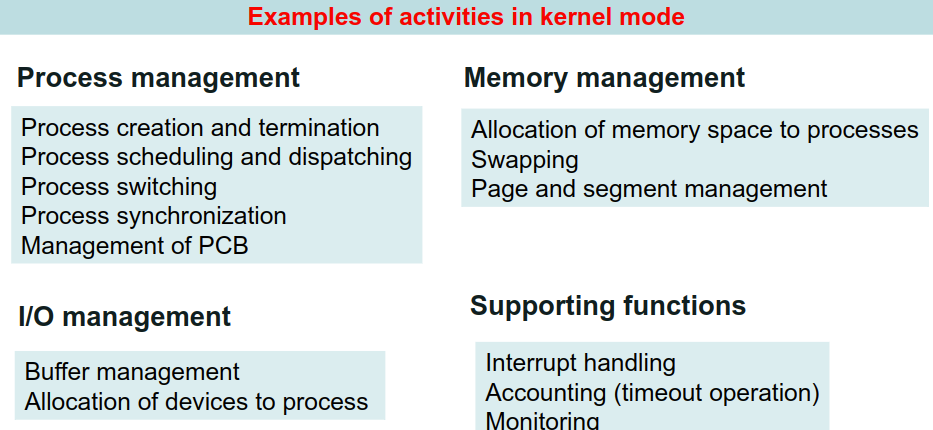 Examples of activities in kernel mode
Process management
Process creation and termination
Process scheduling and dispatching
Process switching
Process synchronization
Management of PCB
Memory management
Allocation of memory space to processes
Swapping
Page and segment management
I/O management
Buffer management
Allocation of devices to process
Supporting functions
Interrupt handling
Accounting (timeout operation)
Monitoring